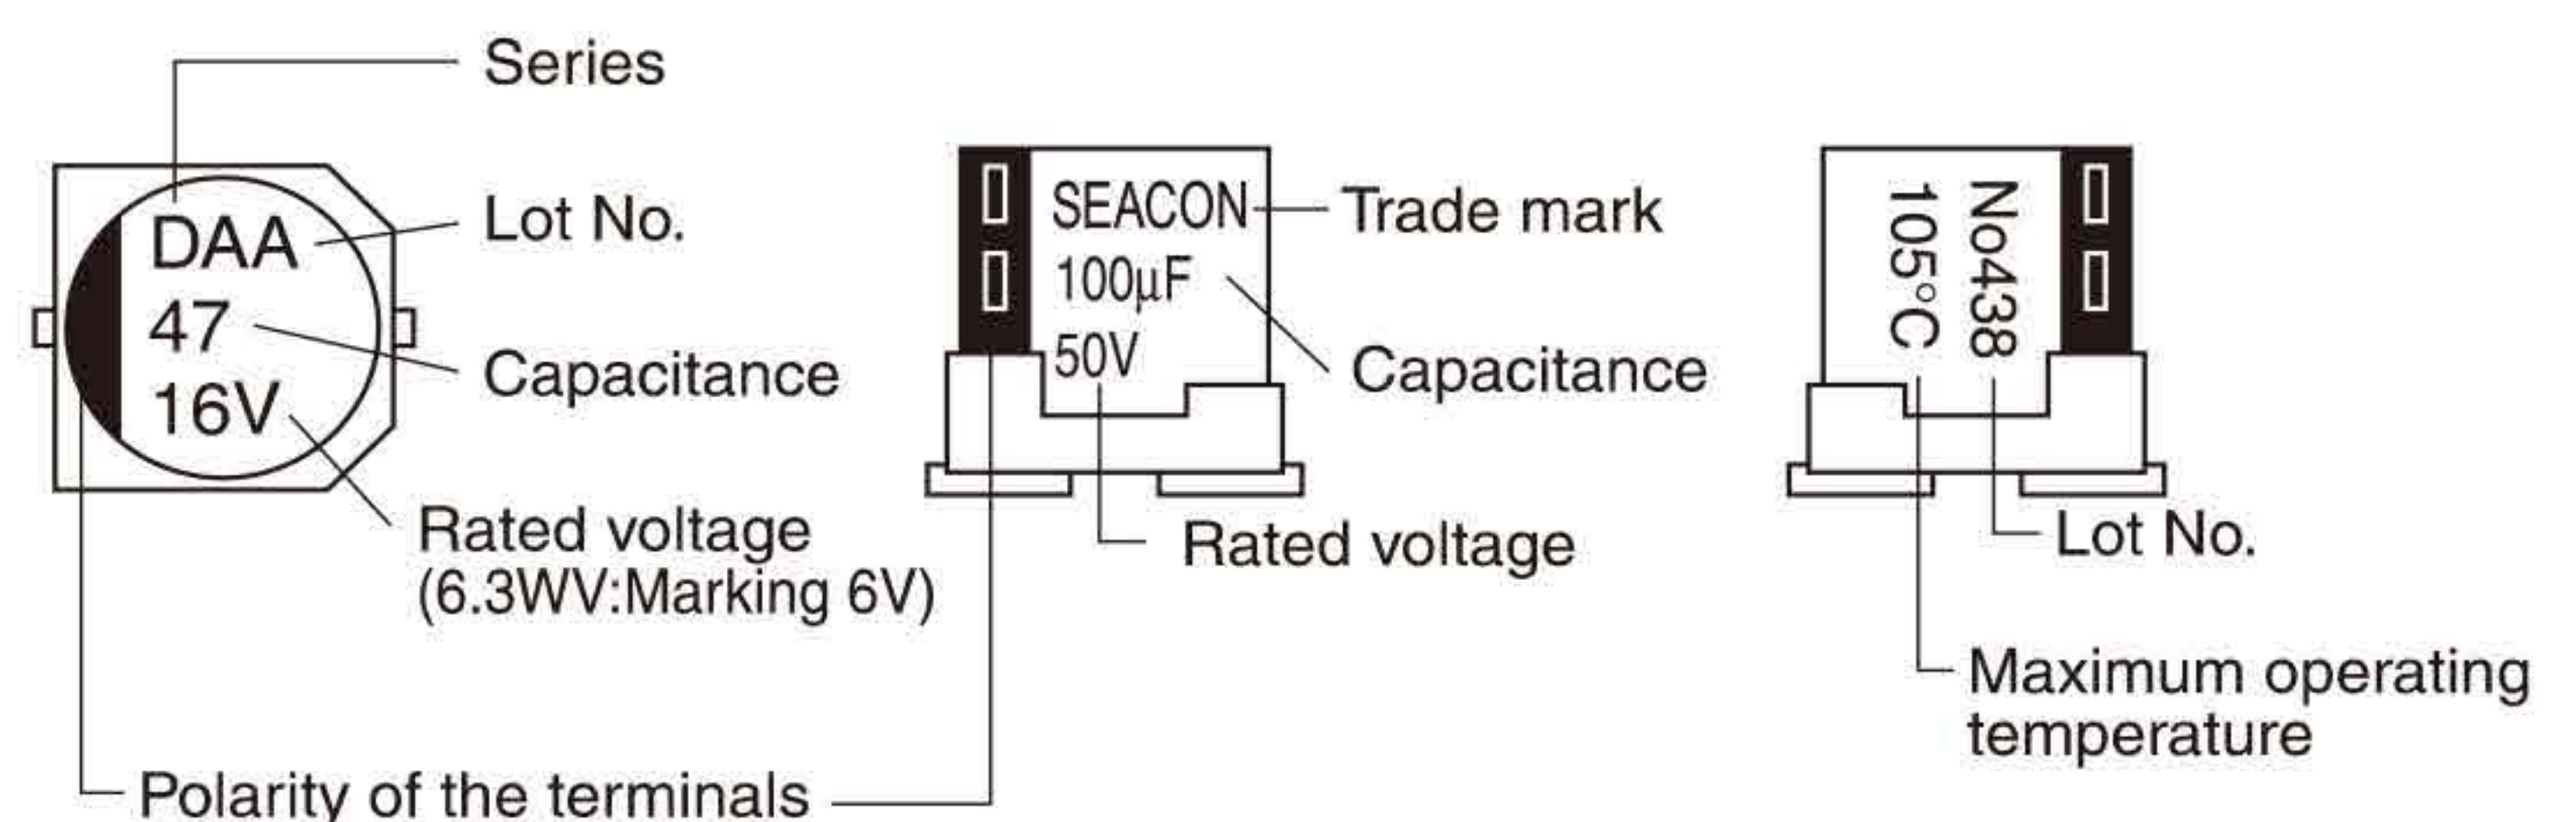 Series
DAA
Lot No.
47
Capacitance
16V
Rated voltage
(6.3WV:Marking 6V)
Polarity of the terminals
SEACON
Trade mark
100µF
Capacitance
50V
Rated voltage
No438
105°C
Lot No.
Maximum operating
temperature